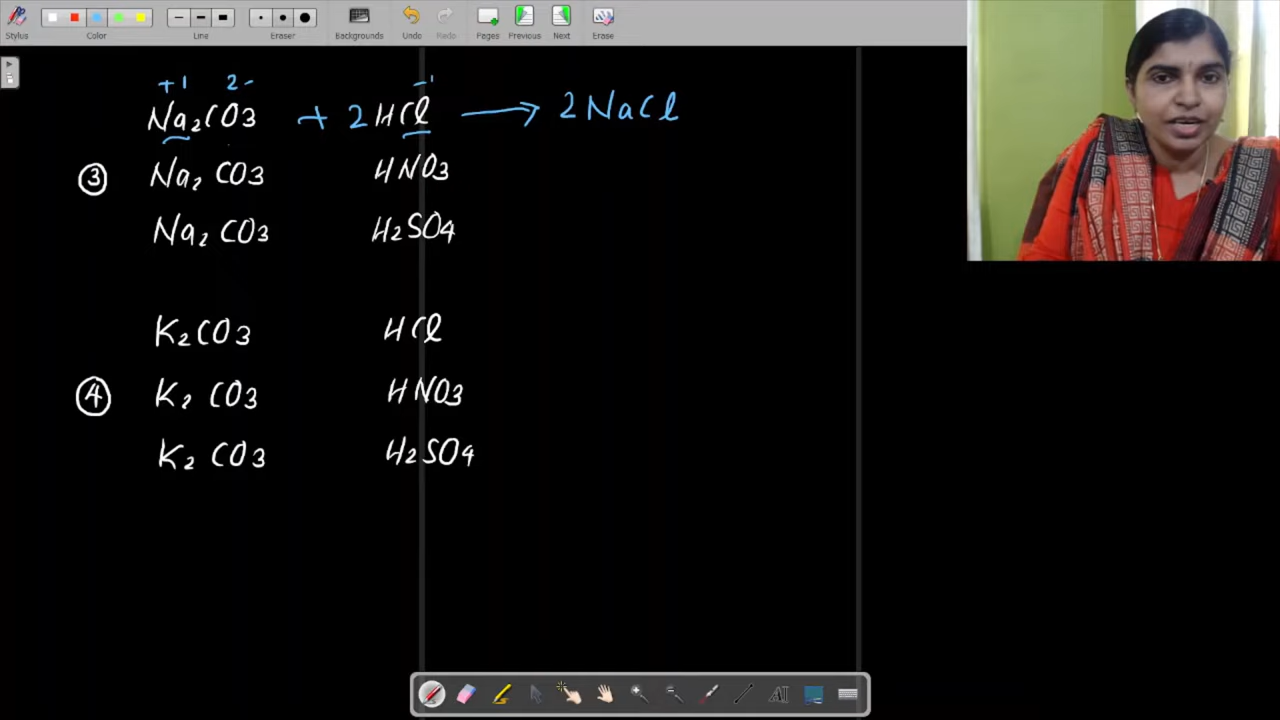 Stylus Color Line Eraser Backgrounds Undo Redo Pages Previous Next Erase
+1 2- -1
Na2CO3 + 2HCl → 2NaCl
③ Na2CO3 HNO3
Na2CO3 H2SO4
K2CO3 HCl
④ K2CO3 HNO3
K2CO3 H2SO4
AI